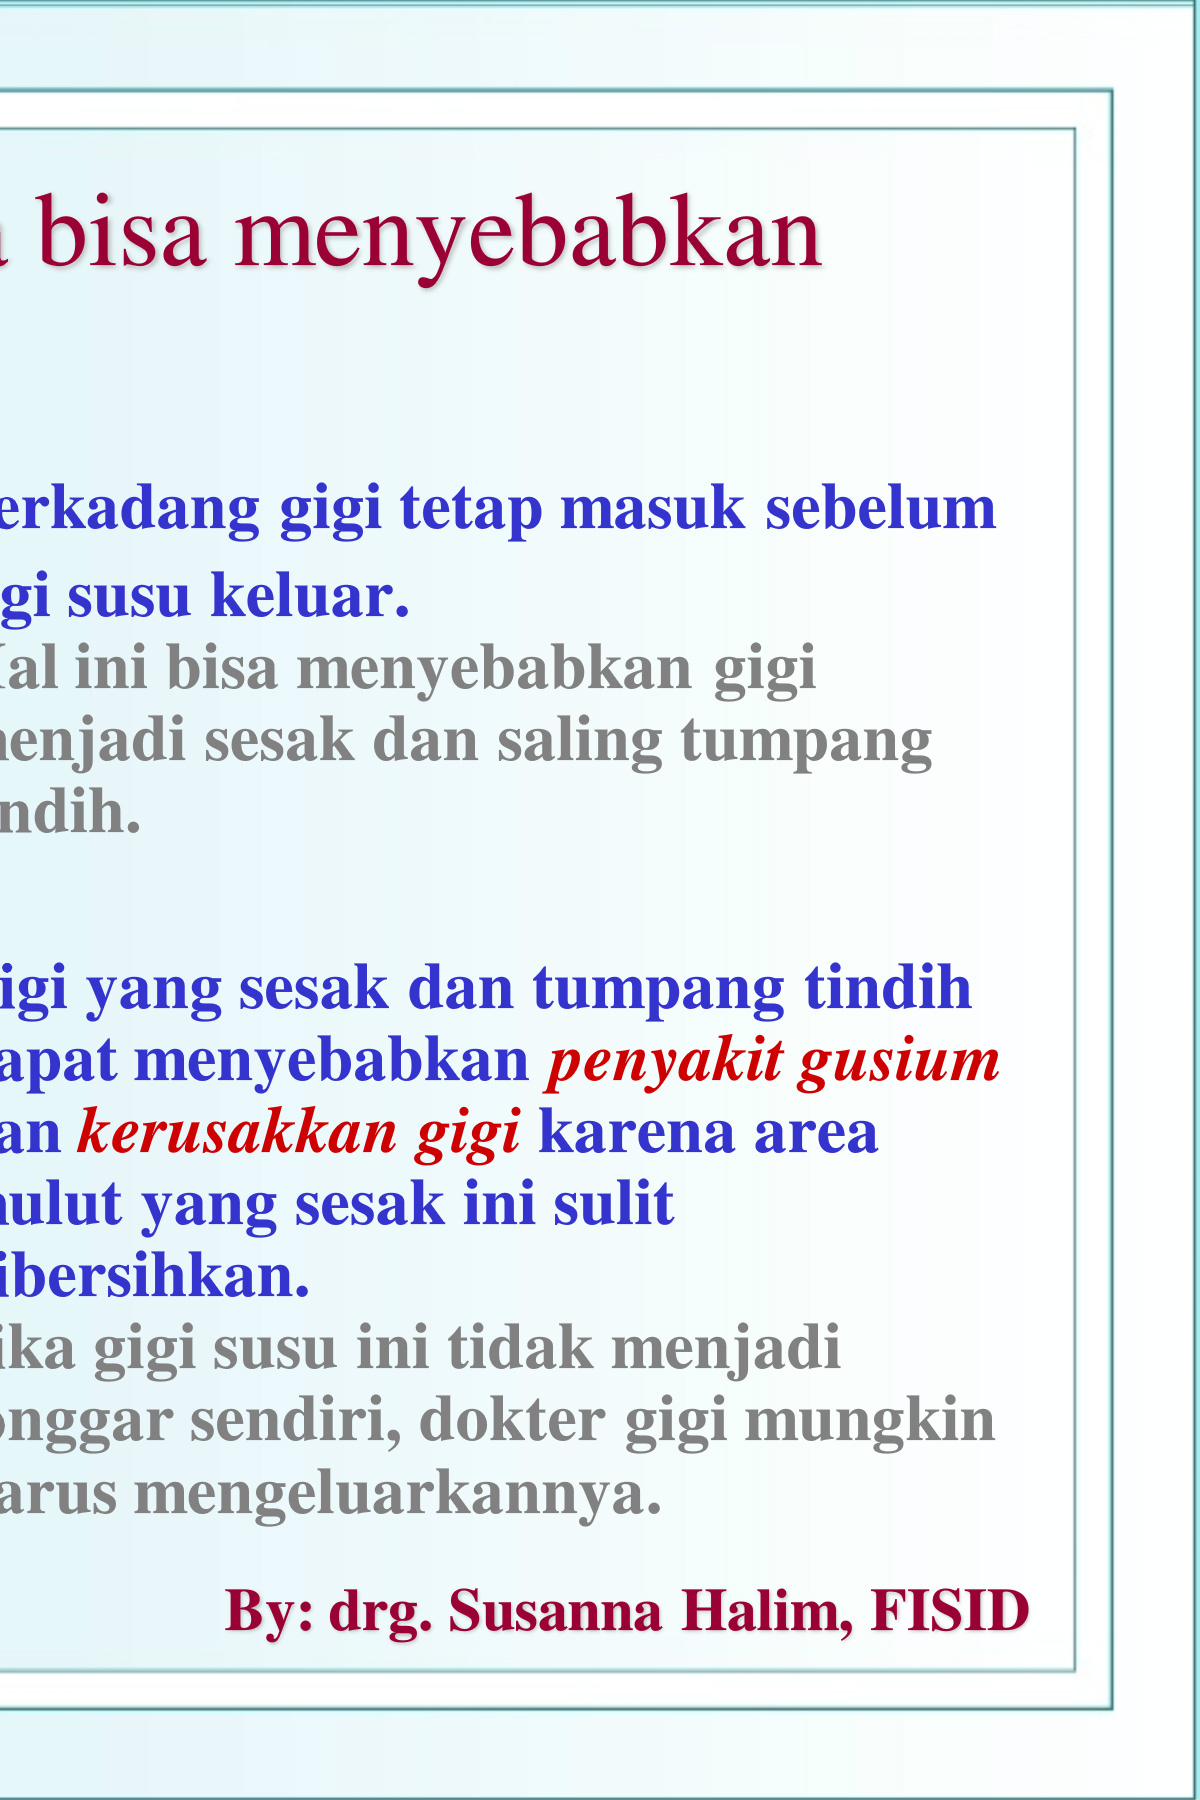 bisa menyebabkan
erkadang gigi tetap masuk sebelum
gi susu keluar.
al ini bisa menyebabkan gigi
enjadi sesak dan saling tumpang
ndih.
igi yang sesak dan tumpang tindih
apat menyebabkan penyakit gusium
an kerusakkan gigi karena area
ulut yang sesak ini sulit
ibersihkan.
ika gigi susu ini tidak menjadi
onggar sendiri, dokter gigi mungkin
arus mengeluarkannya.
By: drg. Susanna Halim, FISID